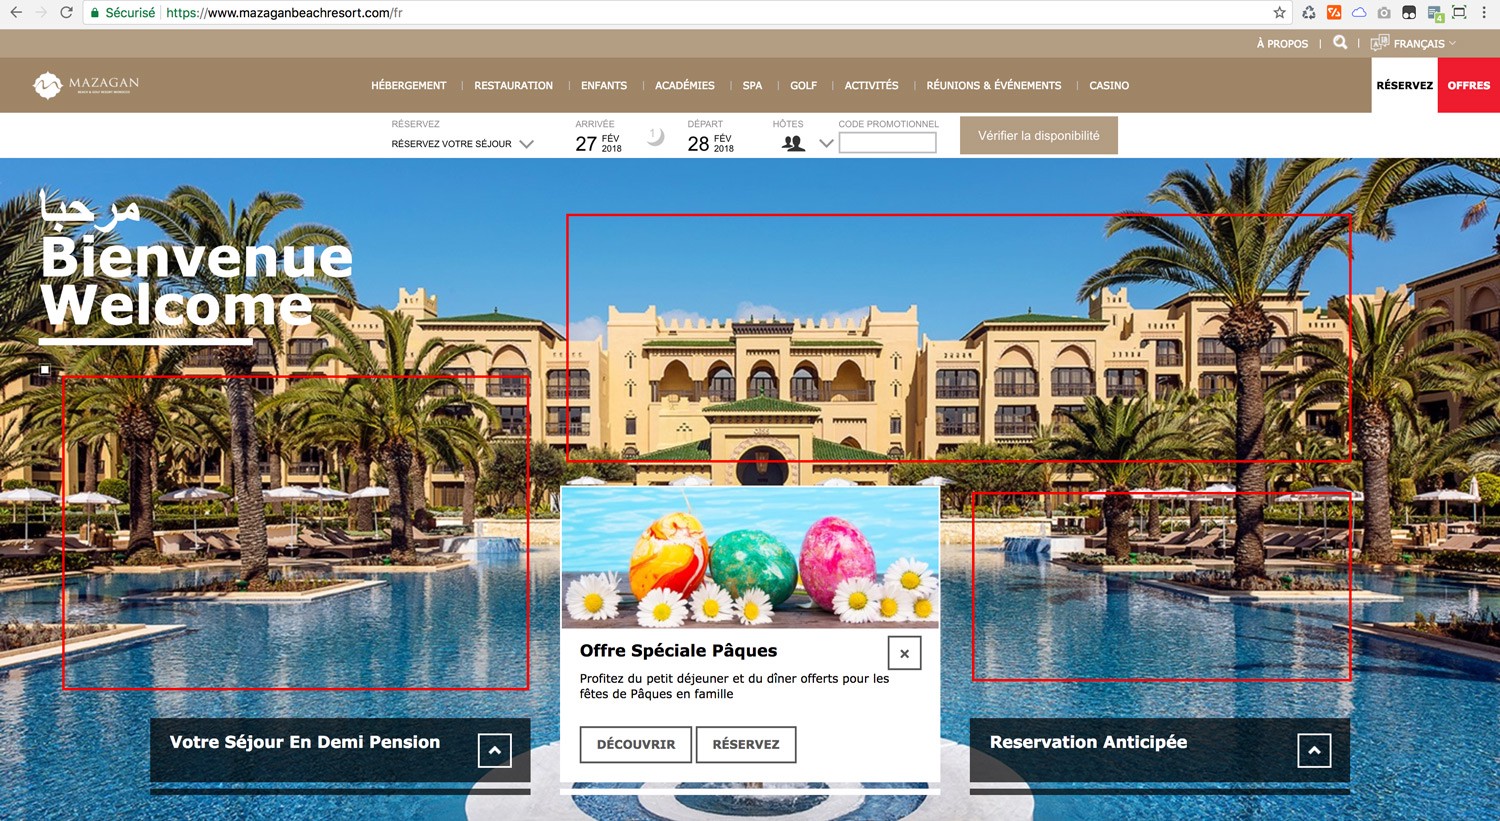 Sécurisé
https://www.mazaganbeachresort.com/fr
À PROPOS
FRANÇAIS
MAZAGAN
HÉBERGEMENT
RESTAURATION
ENFANTS
ACADÉMIES
SPA
GOLF
ACTIVITÉS
RÉUNIONS & ÉVÉNEMENTS
CASINO
RÉSERVEZ
OFFRES
RÉSERVEZ
RÉSERVEZ VOTRE SÉJOUR
ARRIVÉE
27 FÉV 2018
1
DÉPART
28 FÉV 2018
HÔTES
CODE PROMOTIONNEL
Vérifier la disponibilité
مرحبا
Bienvenue
Welcome
Offre Spéciale Pâques
Profitez du petit déjeuner et du dîner offerts pour les
fêtes de Pâques en famille
DÉCOUVRIR
RÉSERVEZ
Votre Séjour En Demi Pension
Reservation Anticipée